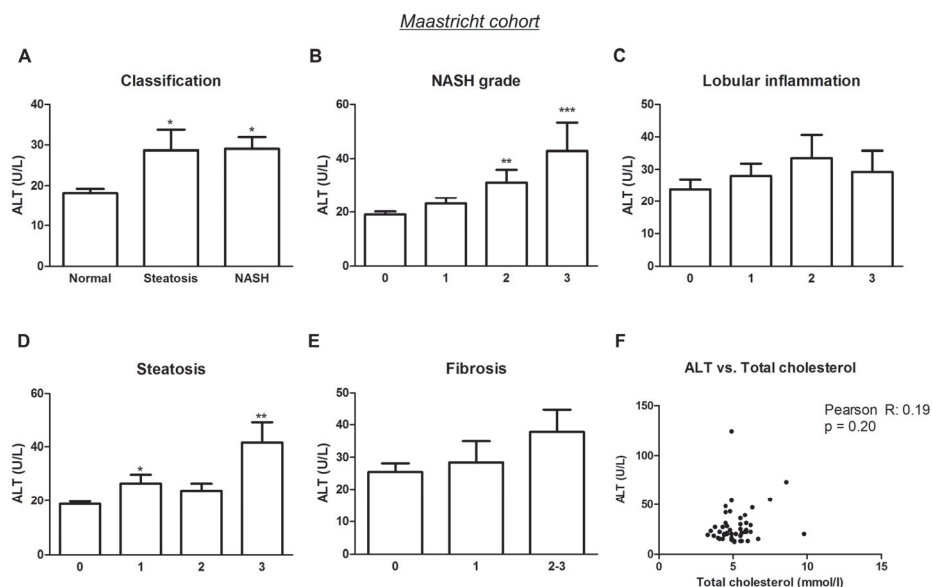 Maastricht cohort
A
Classification
ALT (U/L)
40
30
20
10
0
*
*
Normal Steatosis NASH
B
NASH grade
ALT (U/L)
60
40
20
0
**
***
0 1 2 3
C
Lobular inflammation
ALT (U/L)
50
40
30
20
10
0
0 1 2 3
D
Steatosis
ALT (U/L)
60
40
20
0
*
**
0 1 2 3
E
Fibrosis
ALT (U/L)
50
40
30
20
10
0
0 1 2-3
F
ALT vs. Total cholesterol
Pearson R: 0.19
p = 0.20
ALT (U/L)
150
100
50
0
0 5 10 15
Total cholesterol (mmol/l)